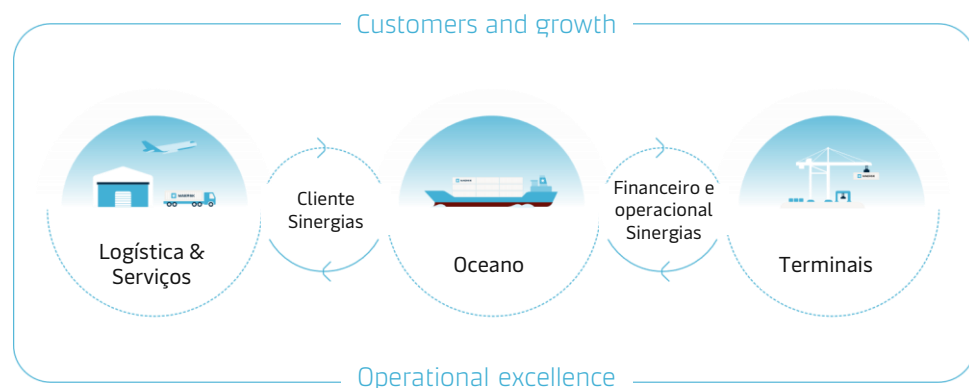 Customers and growth
Logística &
Serviços
Cliente
Sinergias
Oceano
Financeiro e
operacional
Sinergias
Terminais
Operational excellence